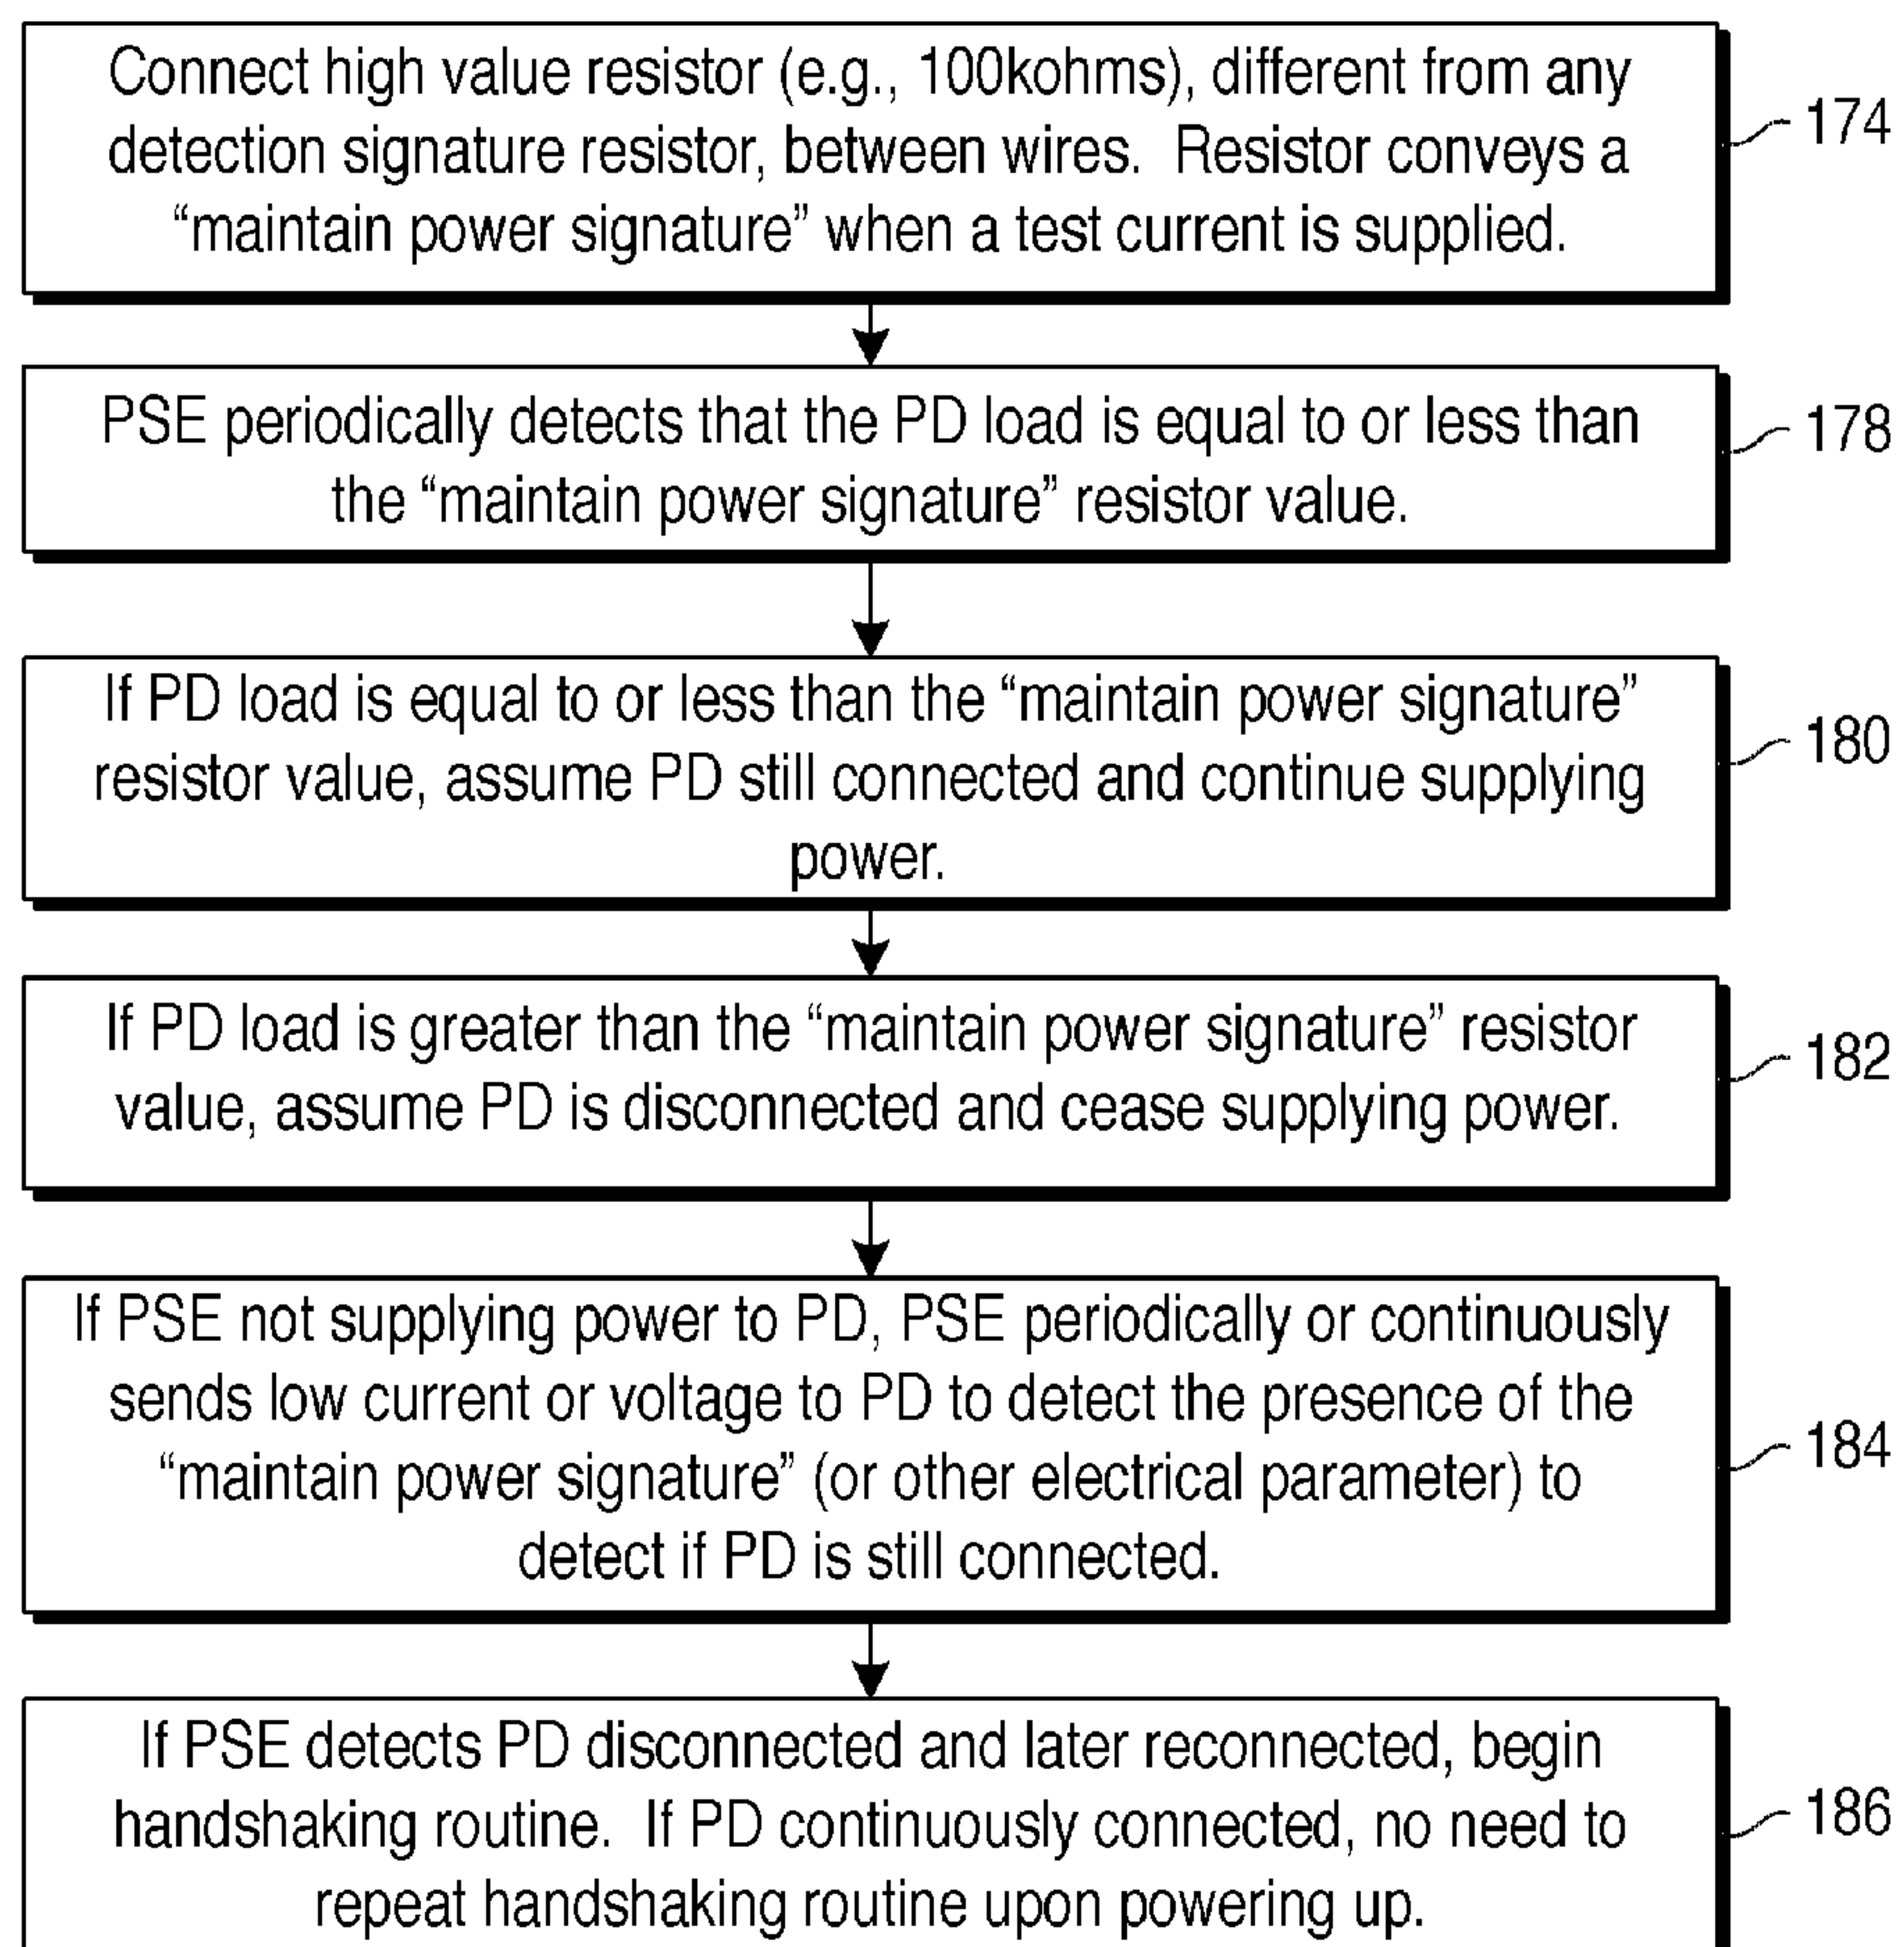 Connect high value resistor (e.g., 100kohms), different from any
detection signature resistor, between wires. Resistor conveys a
“maintain power signature” when a test current is supplied.
174
PSE periodically detects that the PD load is equal to or less than
the “maintain power signature” resistor value.
178
If PD load is equal to or less than the “maintain power signature”
resistor value, assume PD still connected and continue supplying
power.
180
If PD load is greater than the “maintain power signature” resistor
value, assume PD is disconnected and cease supplying power.
182
If PSE not supplying power to PD, PSE periodically or continuously
sends low current or voltage to PD to detect the presence of the
“maintain power signature” (or other electrical parameter) to
detect if PD is still connected.
184
If PSE detects PD disconnected and later reconnected, begin
handshaking routine. If PD continuously connected, no need to
repeat handshaking routine upon powering up.
186